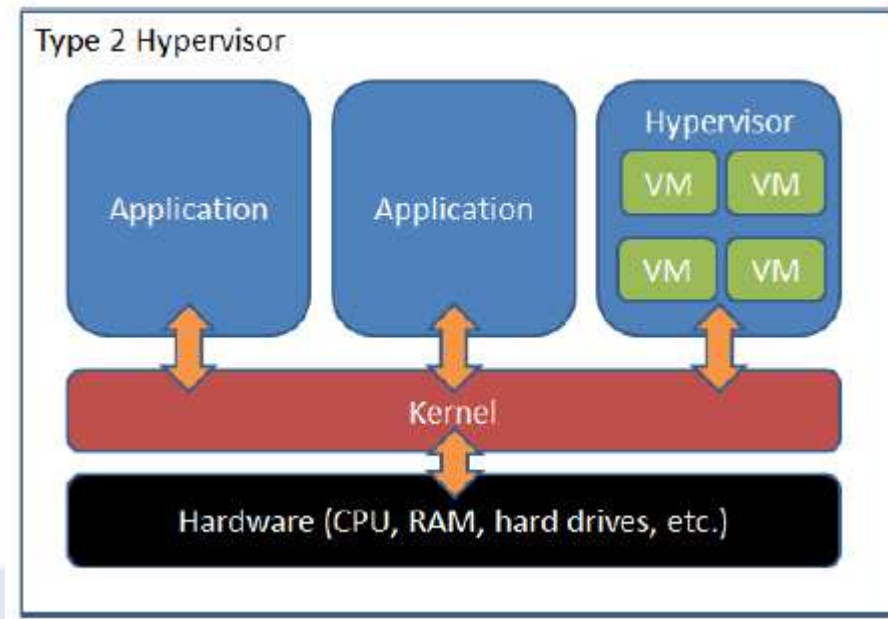 Type 2 Hypervisor
Application
Application
Hypervisor
VM VM
VM VM
Kernel
Hardware (CPU, RAM, hard drives, etc.)